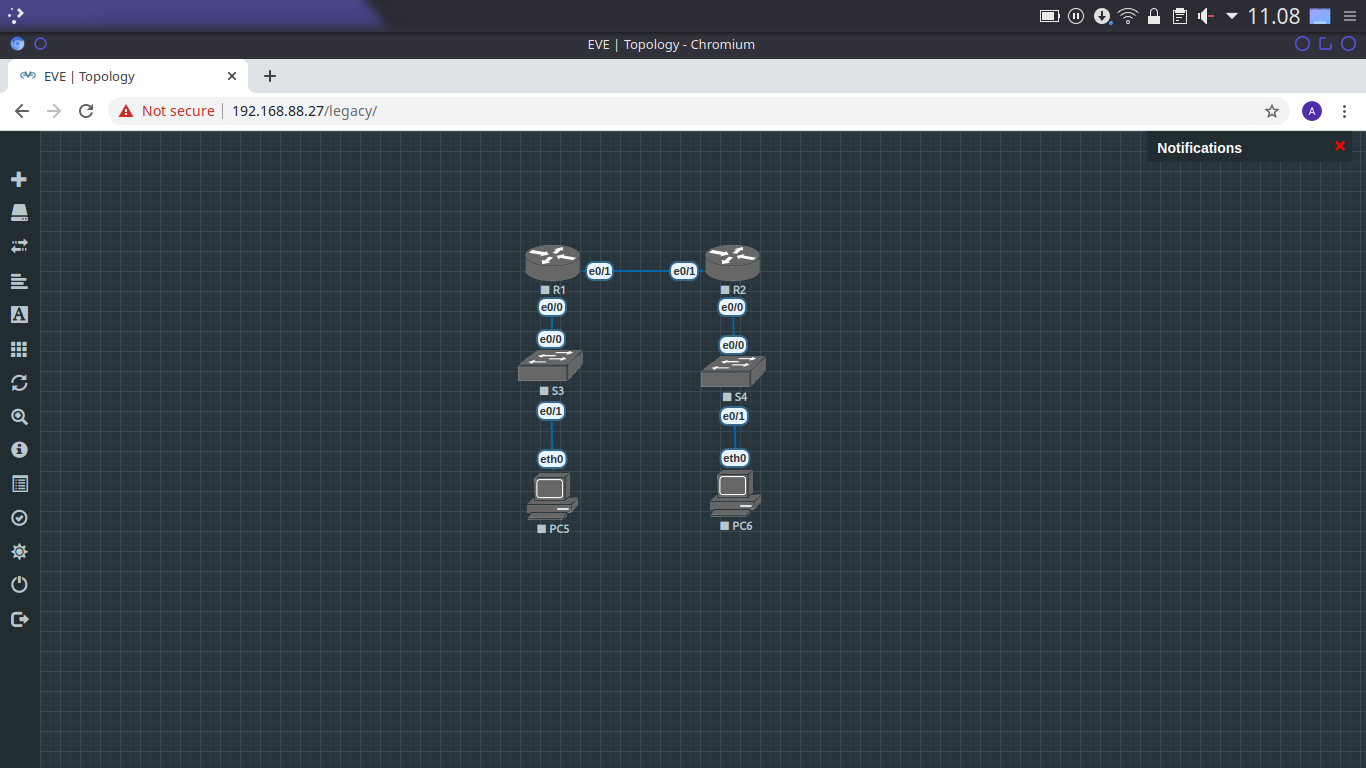 11.08
EVE | Topology - Chromium
EVE | Topology
Not secure 192.168.88.27/legacy/ A
Notifications
A
e0/1 e0/1
R1 R2
e0/0 e0/0
e0/0 e0/0
S3 S4
e0/1 e0/1
eth0 eth0
PC5 PC6